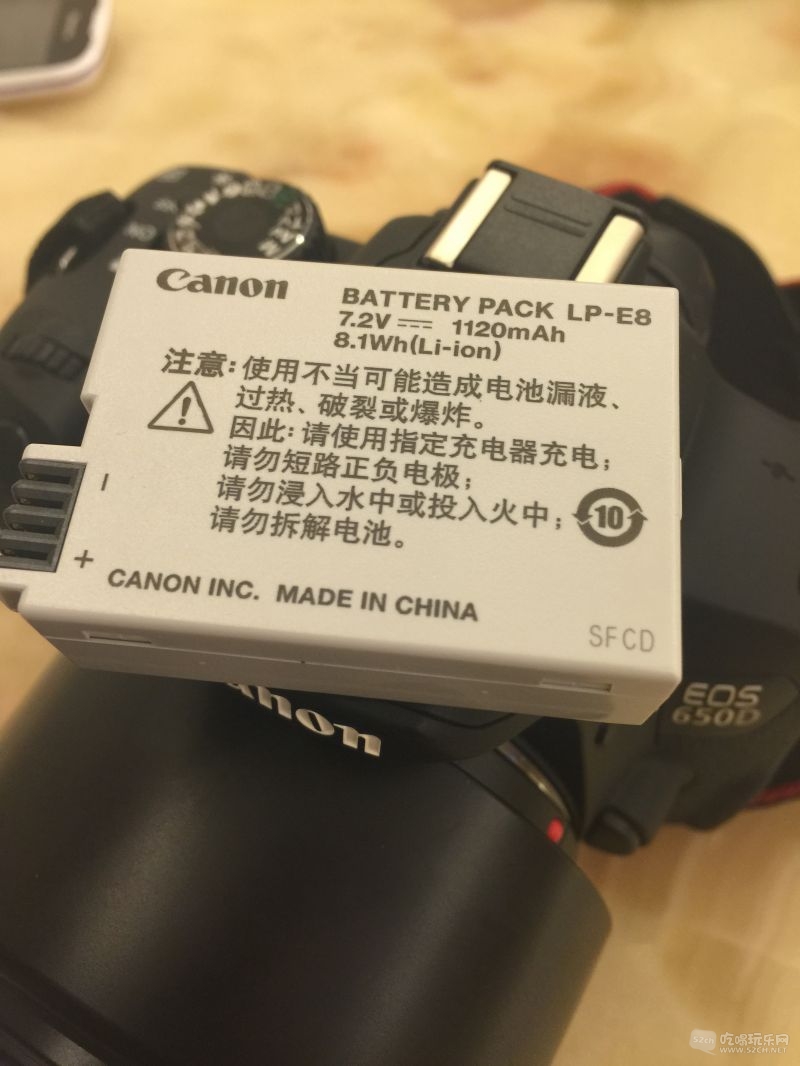 Canon
BATTERY PACK LP-E8
7.2V 1120mAh
8.1Wh(Li-ion)
注意:使用不当可能造成电池漏液、
过热、破裂或爆炸。
因此:请使用指定充电器充电;
请勿短路正负电极;
请勿浸入水中或投入火中;
请勿拆解电池。
10
- 
+
CANON INC. MADE IN CHINA
SFCD
Canon
EOS
650D
52ch 吃喝玩乐网
www.52CH.NET